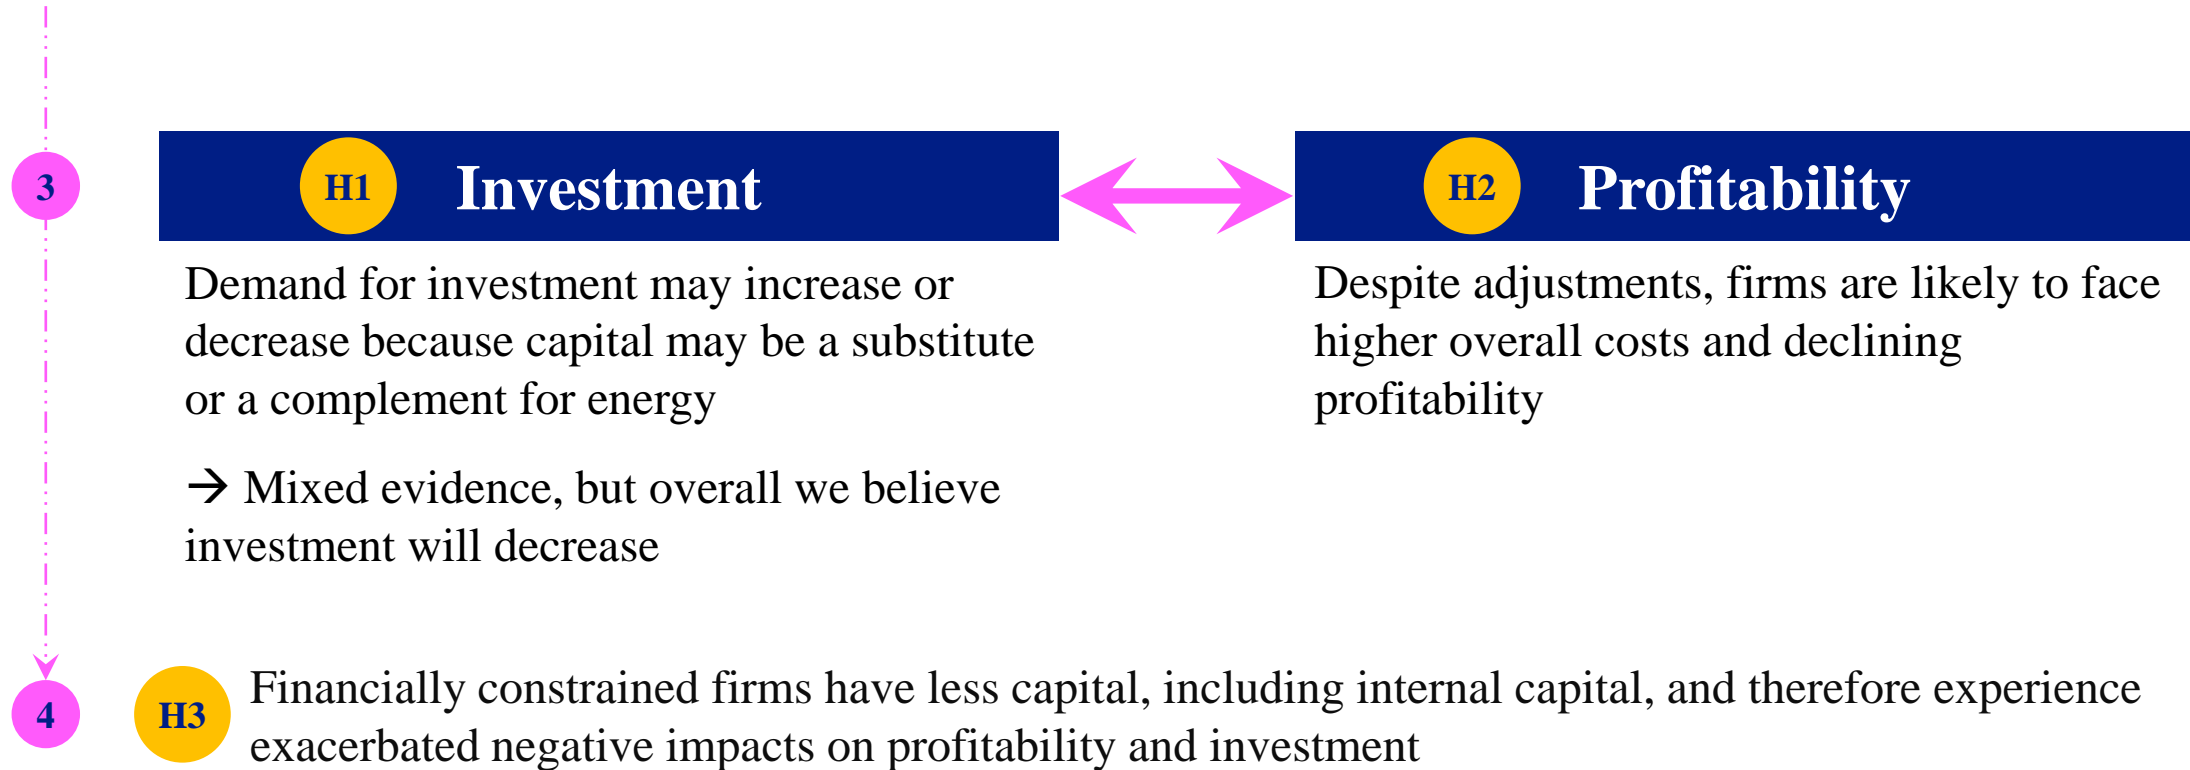 3
H1 Investment
H2 Profitability
Demand for investment may increase or
decrease because capital may be a substitute
or a complement for energy
→ Mixed evidence, but overall we believe
investment will decrease
Despite adjustments, firms are likely to face
higher overall costs and declining
profitability
4
H3
Financially constrained firms have less capital, including internal capital, and therefore experience
exacerbated negative impacts on profitability and investment